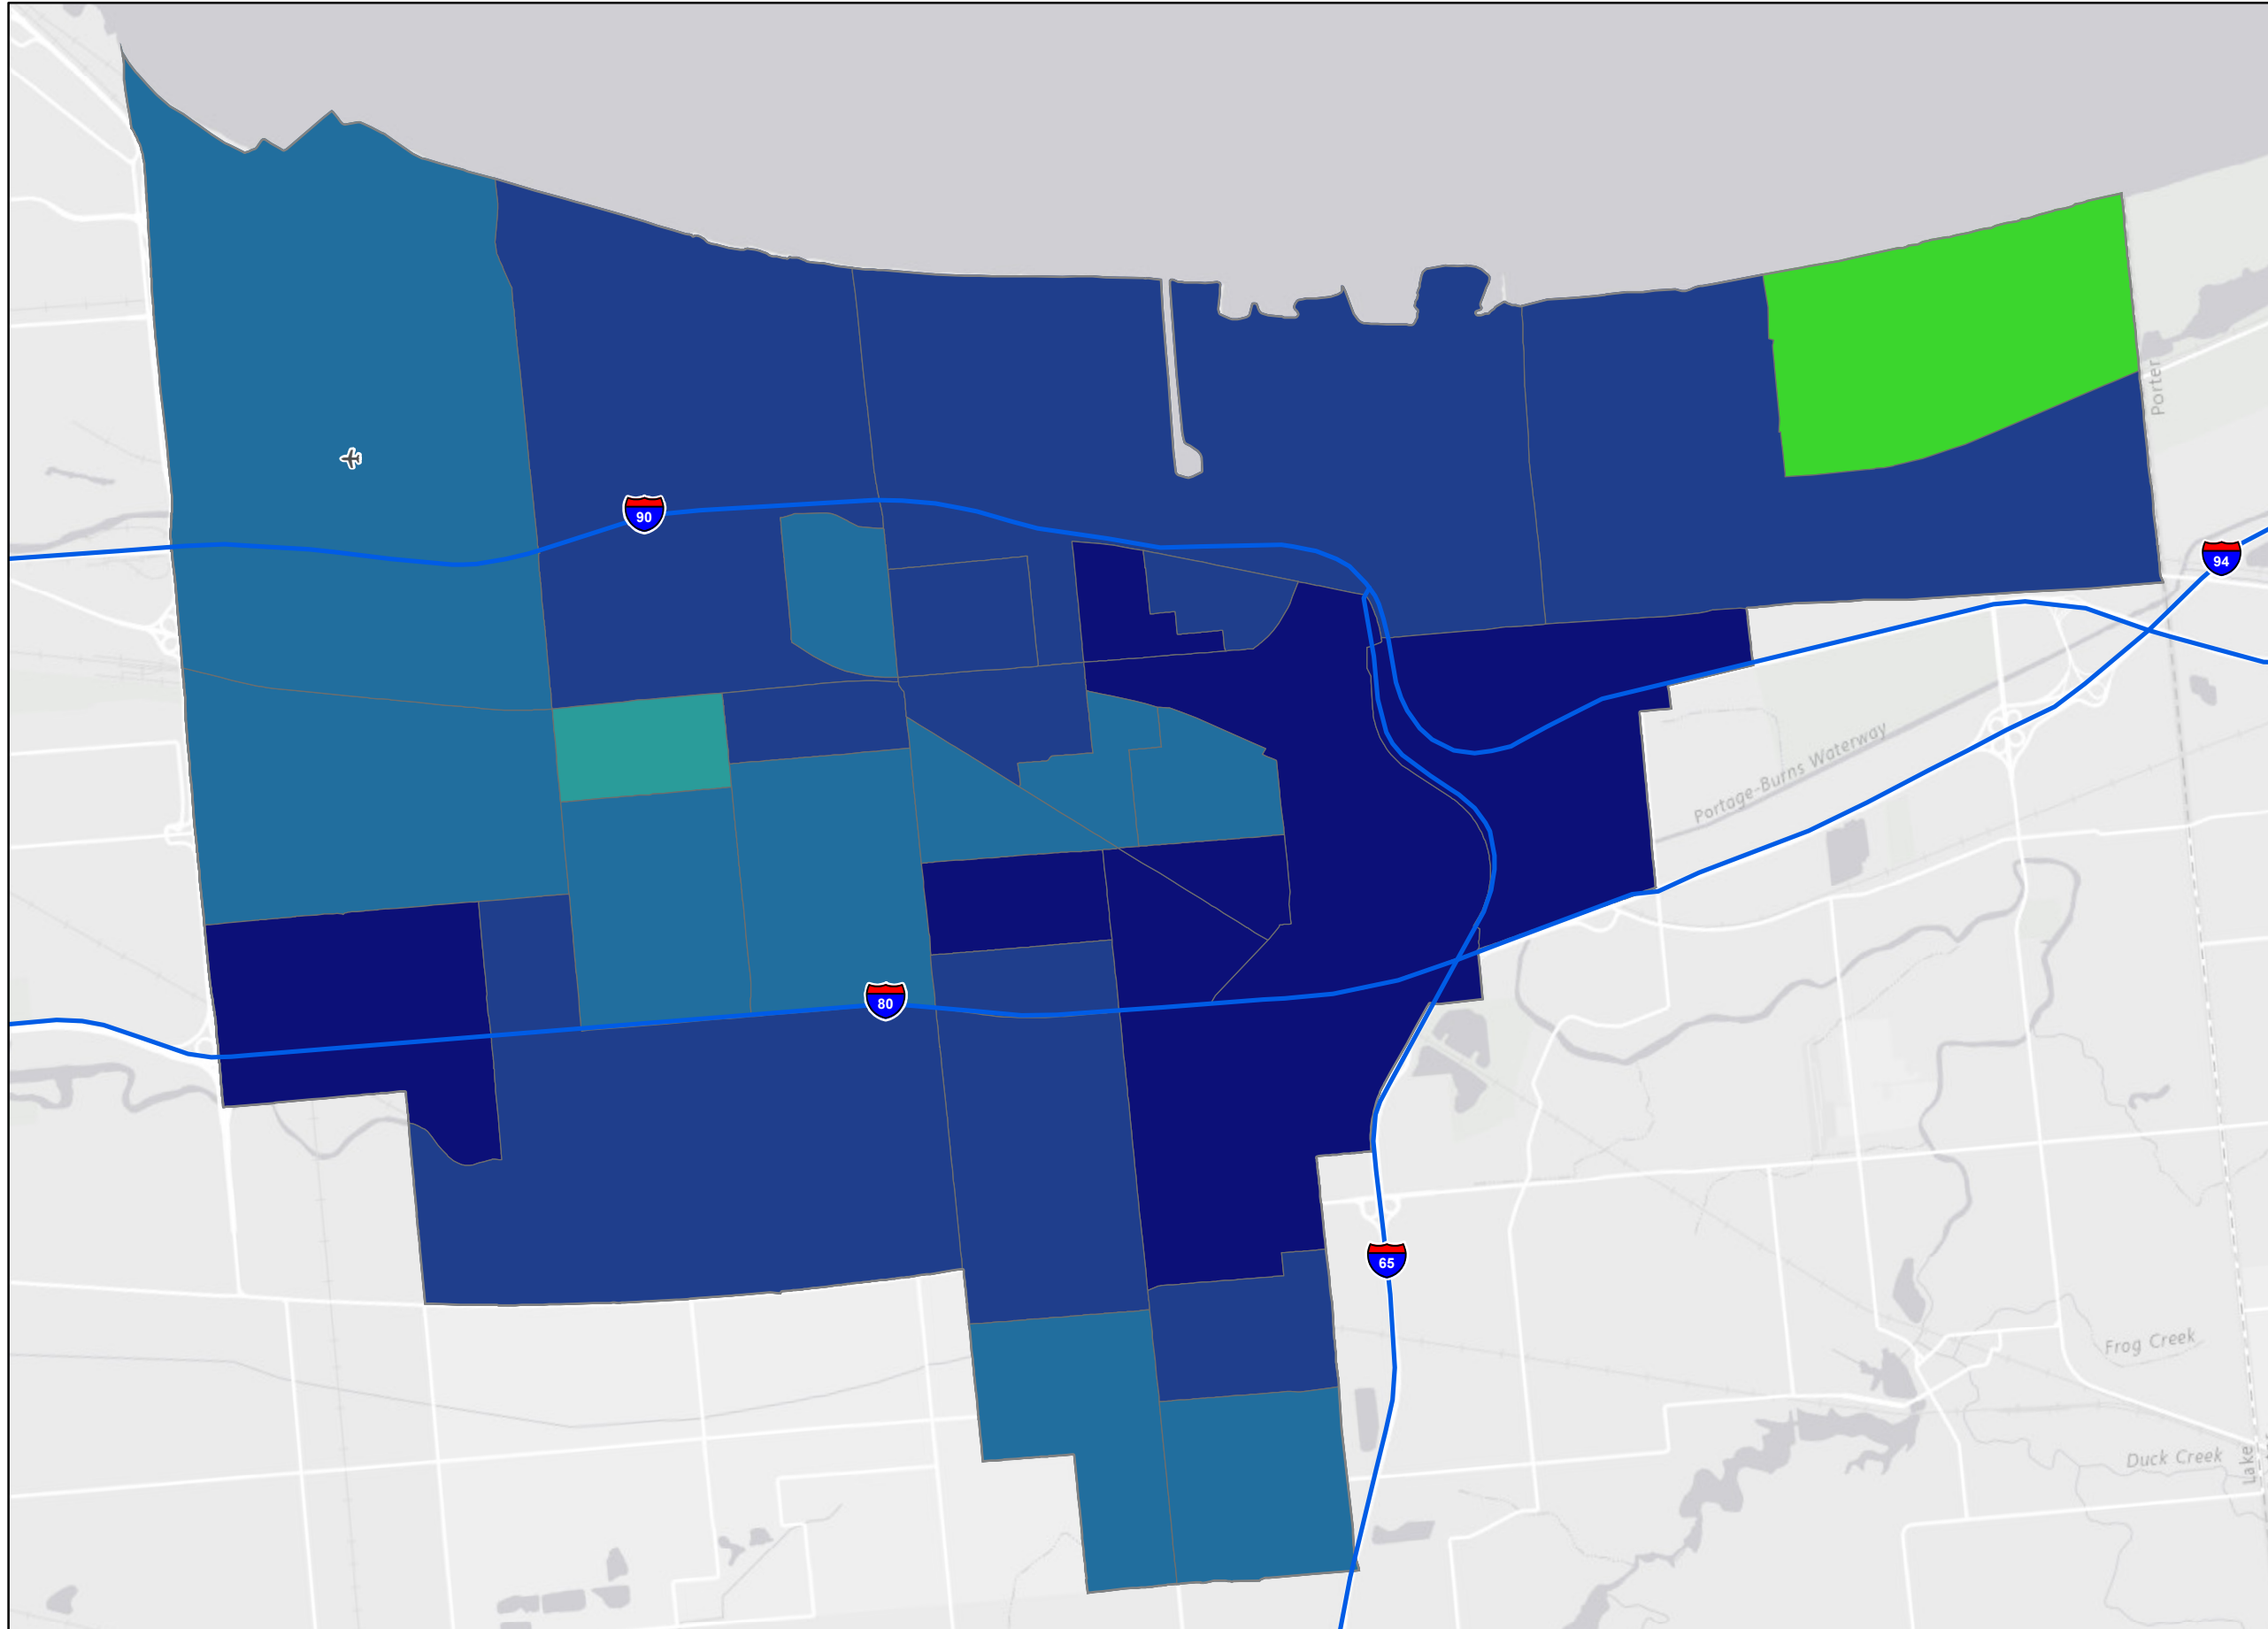 Porter
90
94
Portage-Burns Waterway
80
65
Frog Creek
Duck Creek
Lake